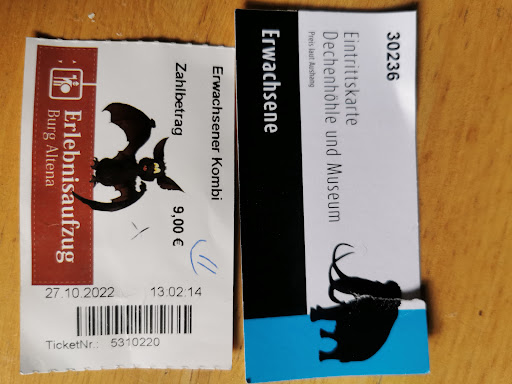 Erwachsener Kombi
Zahlbetrag 9,00 €
Erlebnisaufzug
Burg Altena
27.10.2022 13:02:14
TicketNr.: 5310220
30236
Eintrittskarte
Dechenhöhle und Museum
Preis laut Aushang
Erwachsene